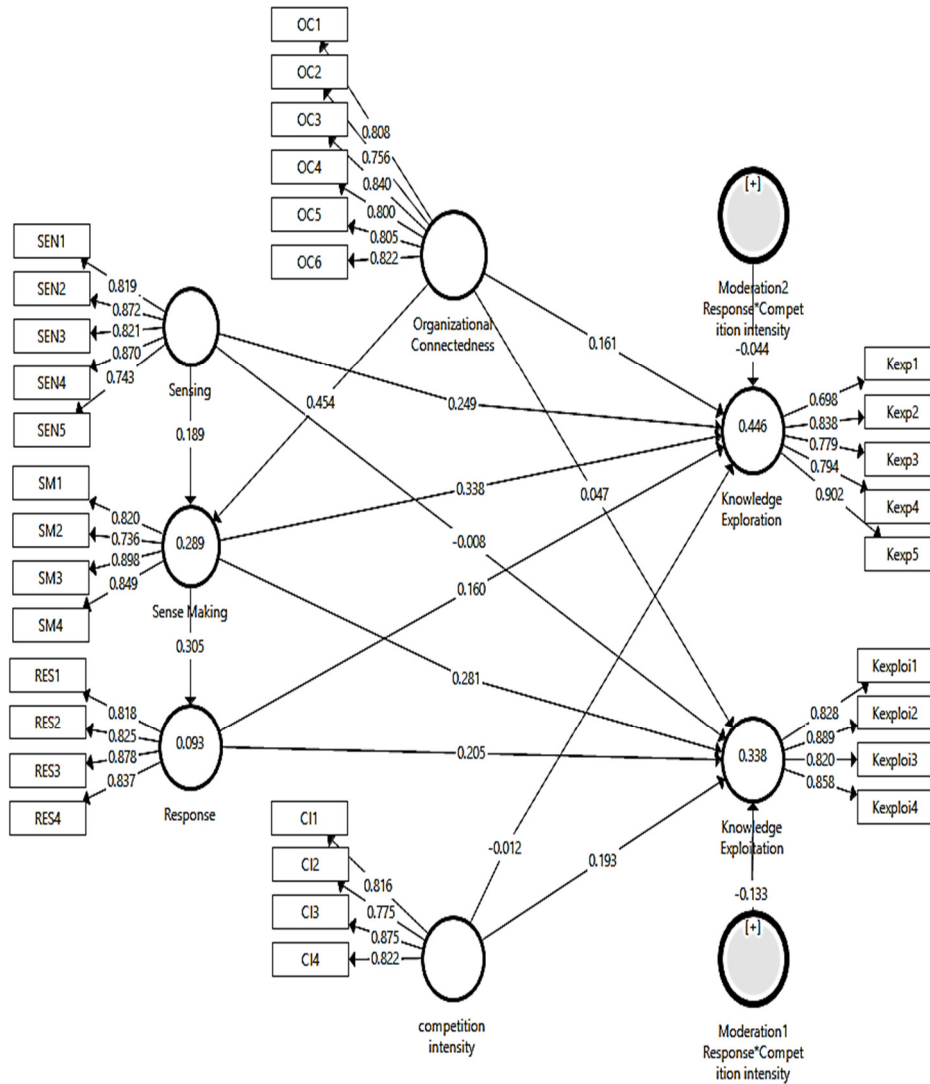 OC1
OC2
OC3
OC4
OC5
OC6
0.808
0.756
0.840
0.800
0.805
0.822
Organizational
Connectedness
[+]
Moderation2
Response*Compet
ition intensity
-0.044
SEN1
SEN2
SEN3
SEN4
SEN5
0.819
0.872
0.821
0.870
0.743
Sensing
0.189
0.454
0.249
0.161
0.338
0.047
-0.008
0.160
0.446
Knowledge
Exploration
0.698
0.838
0.779
0.794
0.902
Kexp1
Kexp2
Kexp3
Kexp4
Kexp5
SM1
SM2
SM3
SM4
0.820
0.736
0.898
0.849
0.289
Sense Making
0.305
0.281
0.205
RES1
RES2
RES3
RES4
0.818
0.825
0.878
0.837
0.093
Response
0.338
Knowledge
Exploitation
0.828
0.889
0.820
0.858
Kexploi1
Kexploi2
Kexploi3
Kexploi4
CI1
CI2
CI3
CI4
0.816
0.775
0.875
0.822
competition
intensity
-0.012
0.193
-0.133
[+]
Moderation1
Response*Compet
ition intensity